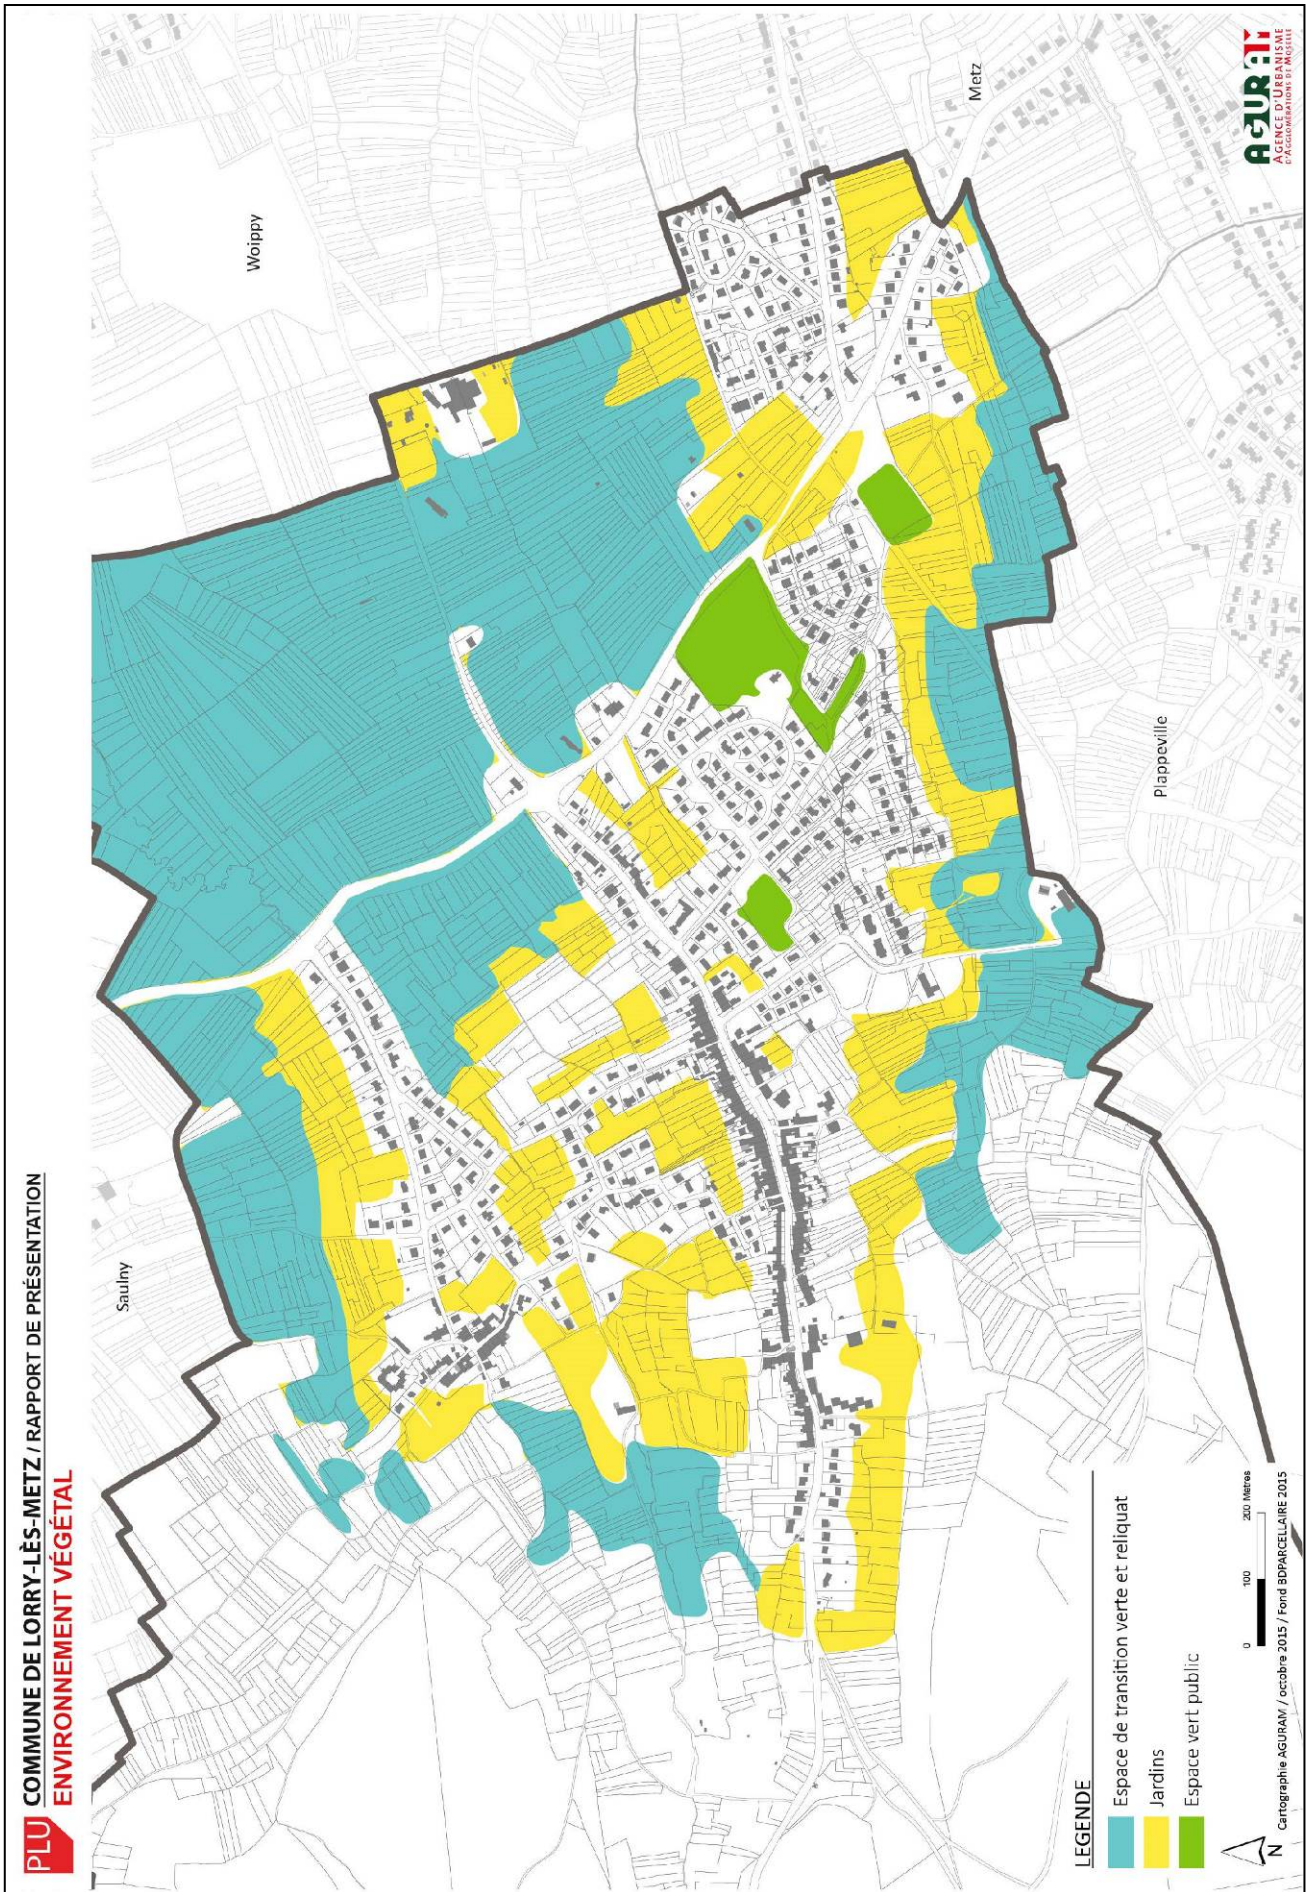 PLU
COMMUNE DE LORRY-LÈS-METZ / RAPPORT DE PRÉSENTATION
ENVIRONNEMENT VÉGÉTAL
Saulny
Woippy
Metz
Plappeville
AGURAM
AGENCE D'URBANISME
D'AGGLOMÉRATIONS DE MOSELLE
LEGENDE
Espace de transition verte et reliquat
Jardins
Espace vert public
N
0 100 200 Mètres
Cartographie AGURAM / octobre 2015 / Fond BDPARCELLAIRE 2015